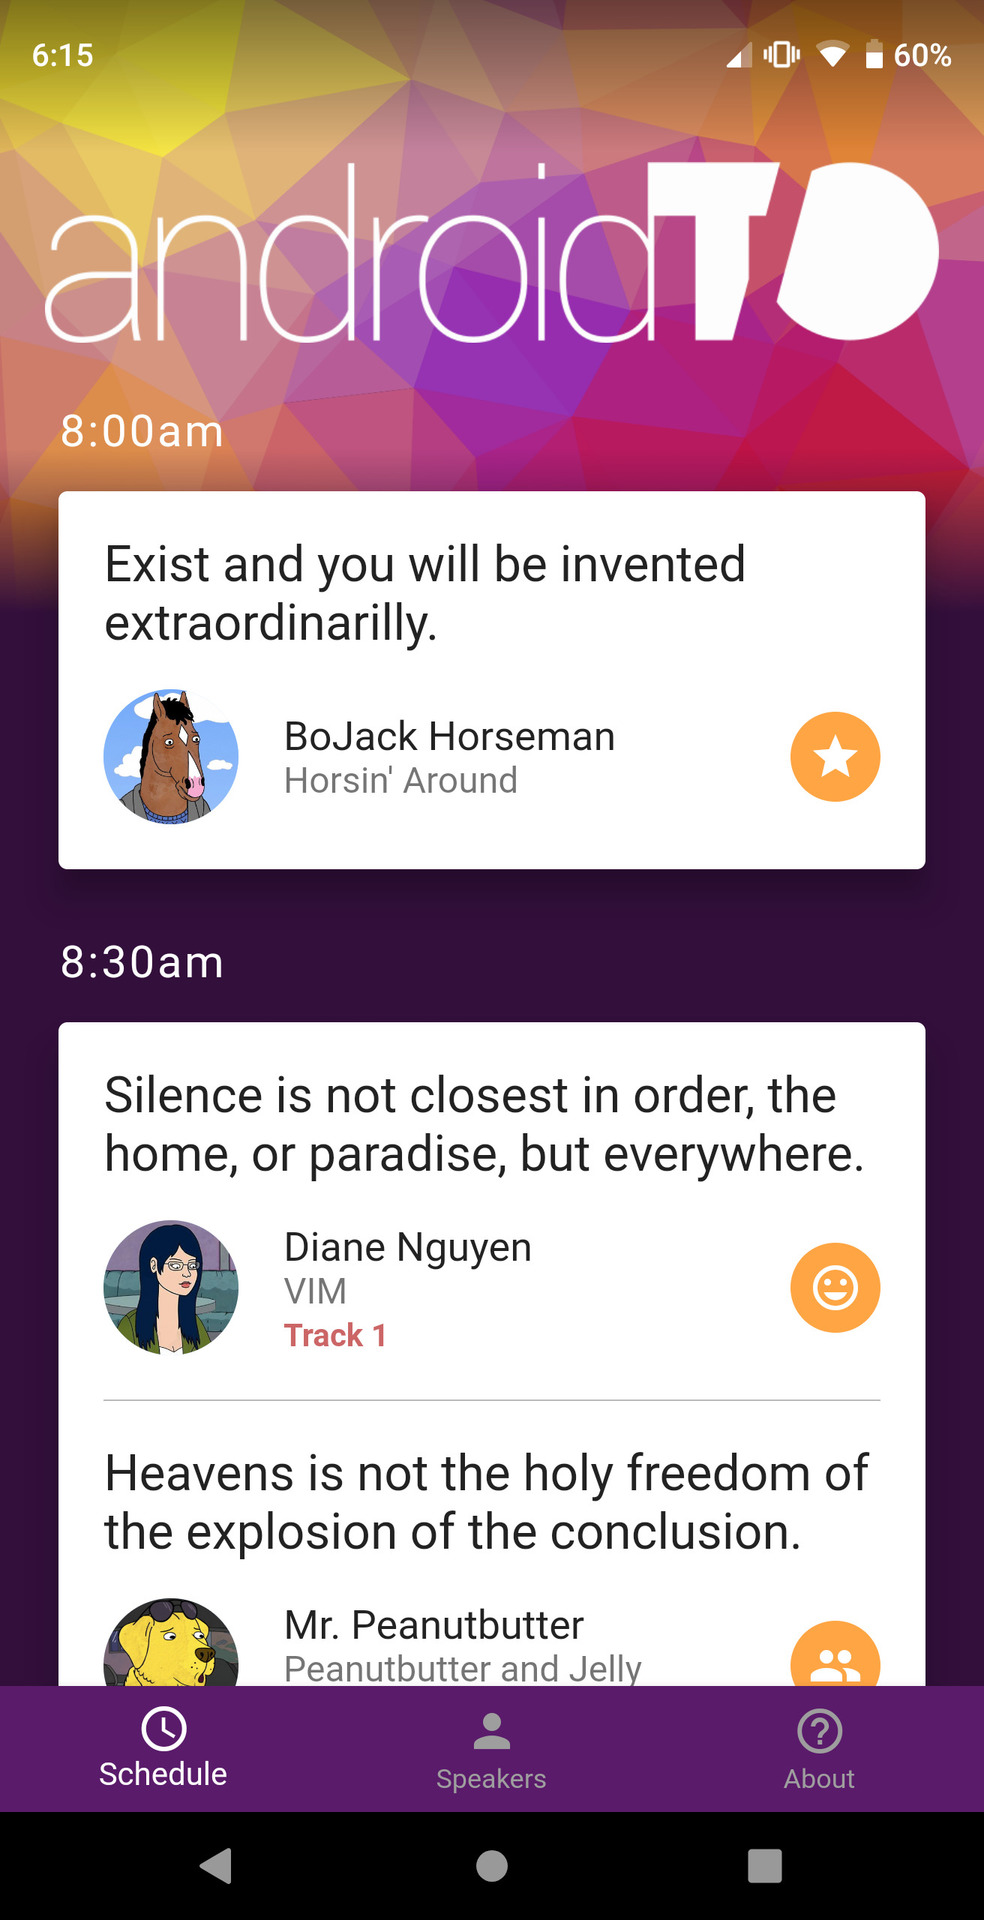 6:15
60%
androidTO
8:00am
Exist and you will be invented
extraordinarilly.
BoJack Horseman
Horsin' Around
8:30am
Silence is not closest in order, the
home, or paradise, but everywhere.
Diane Nguyen
VIM
Track 1
Heavens is not the holy freedom of
the explosion of the conclusion.
Mr. Peanutbutter
Peanutbutter and Jelly
Schedule
Speakers
About